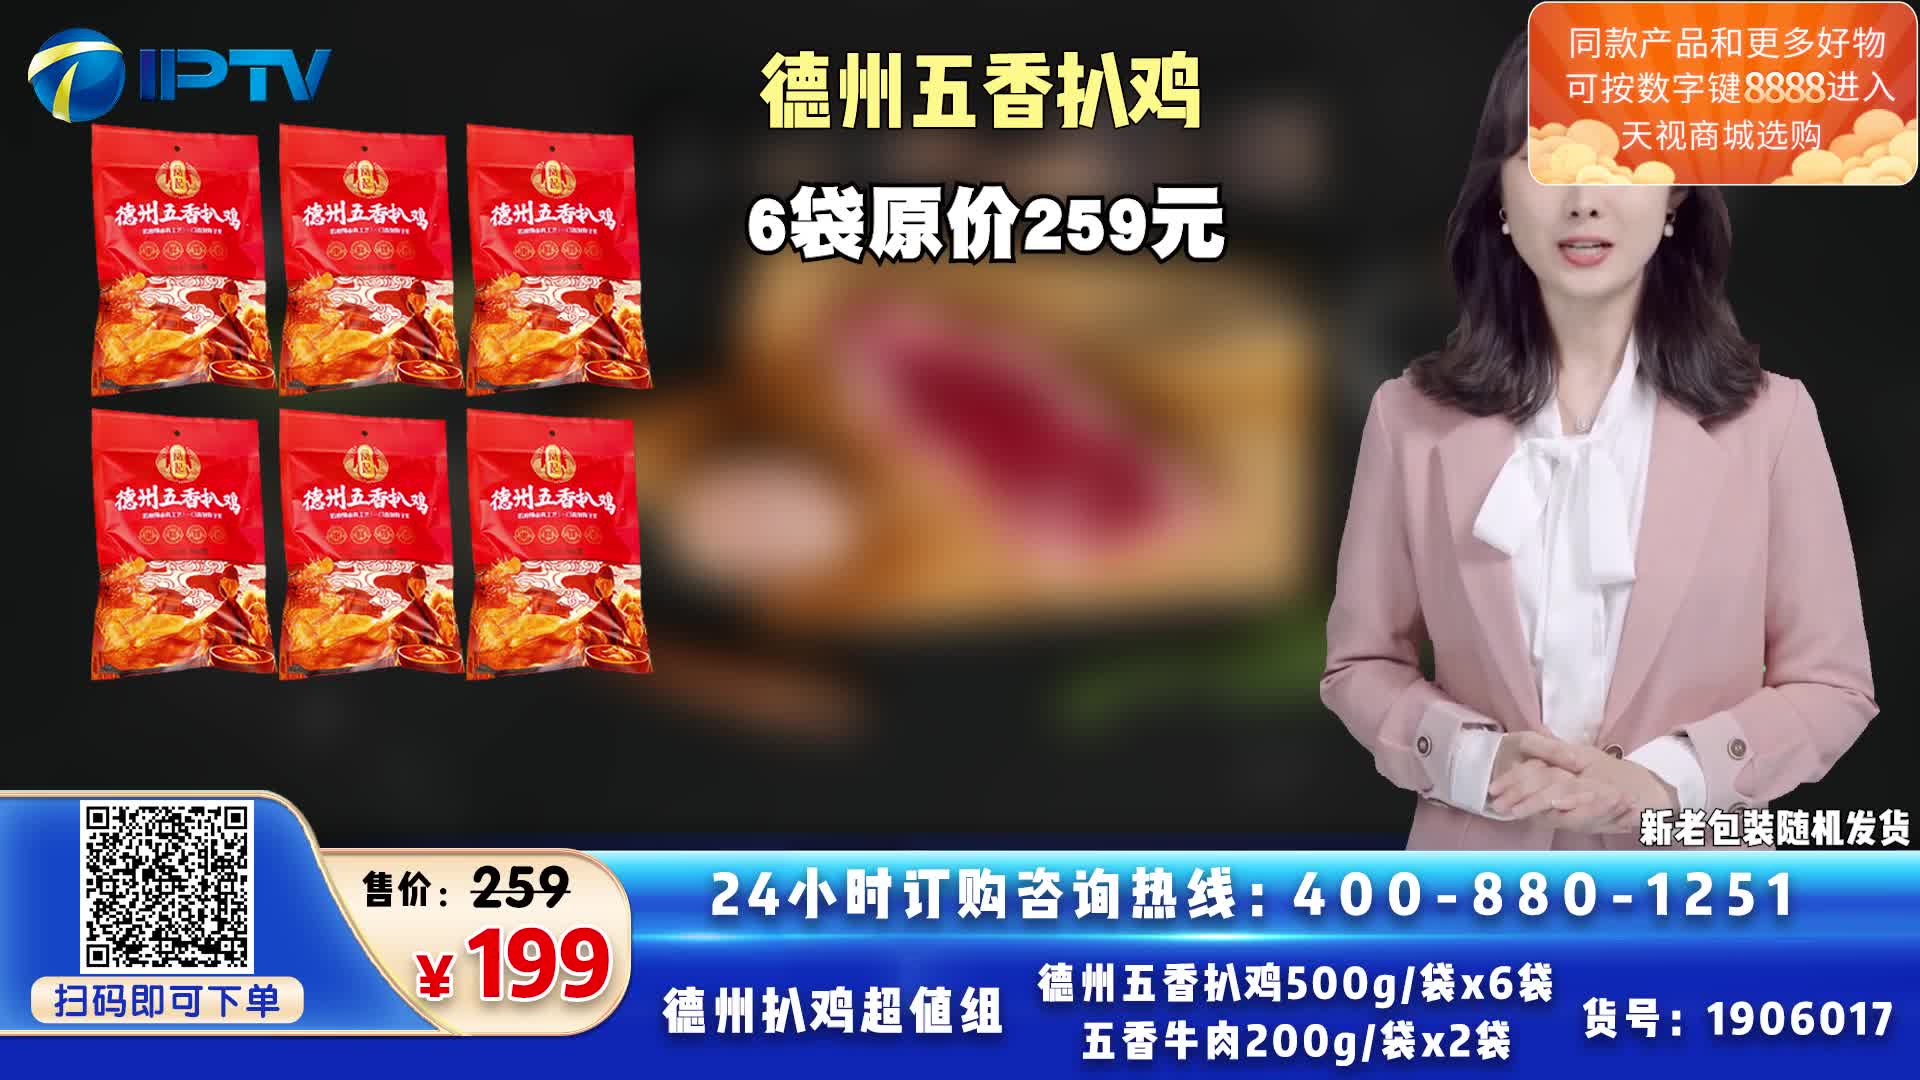 IPTV
德州五香扒鸡
6袋原价259元
同款产品和更多好物
可按数字键8888进入
天视商城选购
德州五香扒鸡
德州五香扒鸡
德州五香扒鸡
德州五香扒鸡
德州五香扒鸡
德州五香扒鸡
新老包装随机发货
扫码即可下单
售价：259
¥199
24小时订购咨询热线：400-880-1251
德州扒鸡超值组
德州五香扒鸡500g/袋x6袋
五香牛肉200g/袋x2袋
货号：1906017